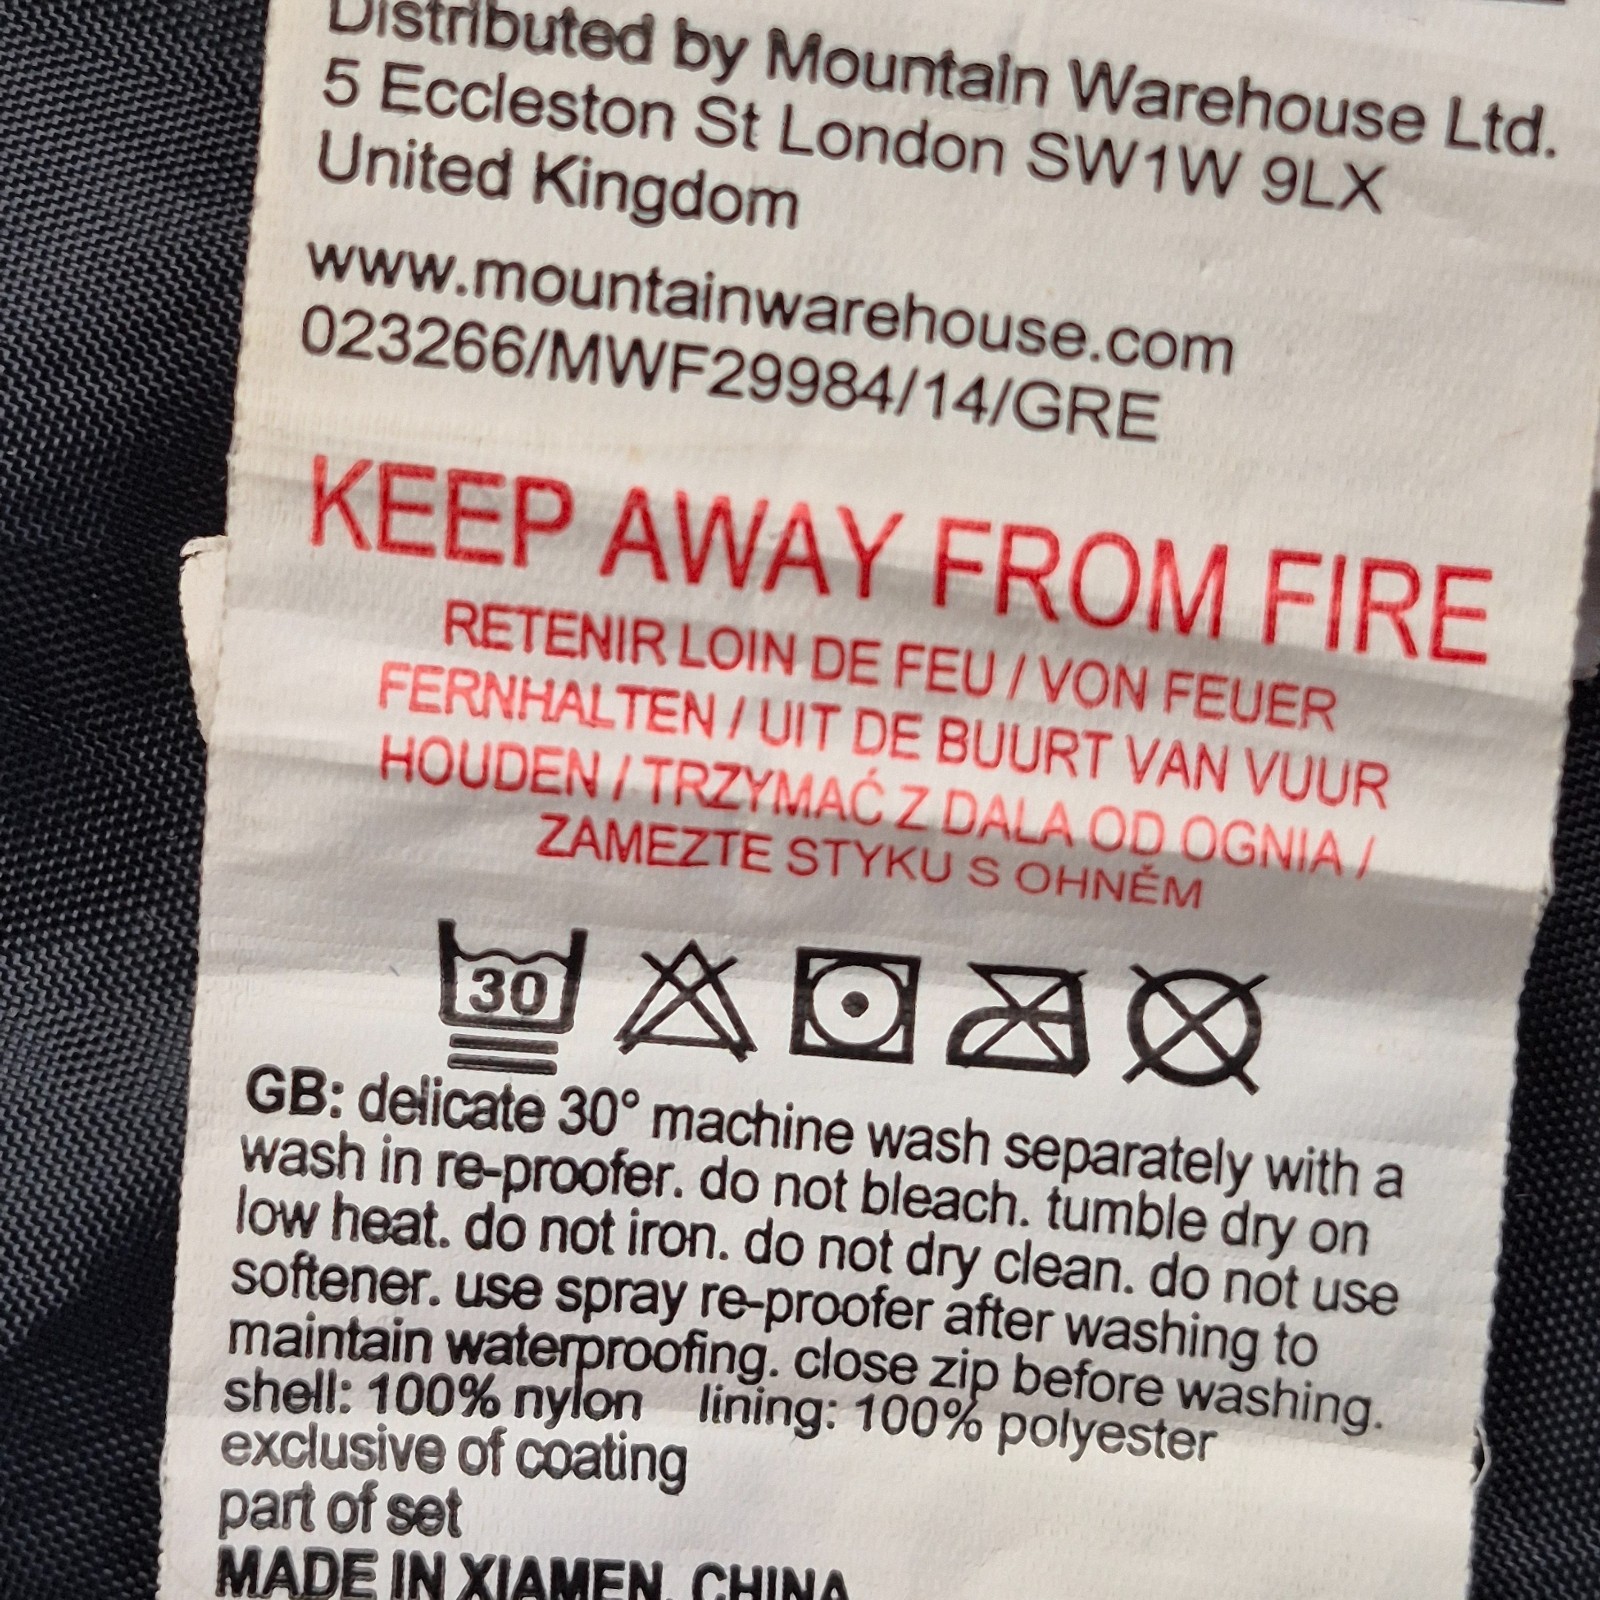 Distributed by Mountain Warehouse Ltd.
5 Eccleston St London SW1W 9LX
United Kingdom
www.mountainwarehouse.com
023266/MWF29984/14/GRE
KEEP AWAY FROM FIRE
RETENIR LOIN DE FEU / VON FEUER
FERNHALTEN / UIT DE BUURT VAN VUUR
HOUDEN / TRZYMAĆ Z DALA OD OGNIA /
ZAMEZTE STYKU S OHNĚM
30
GB: delicate 30° machine wash separately with a
wash in re-proofer. do not bleach. tumble dry on
low heat. do not iron. do not dry clean. do not use
softener. use spray re-proofer after washing to
maintain waterproofing. close zip before washing.
shell: 100% nylon lining: 100% polyester
exclusive of coating
part of set
MADE IN XIAMEN, CHINA